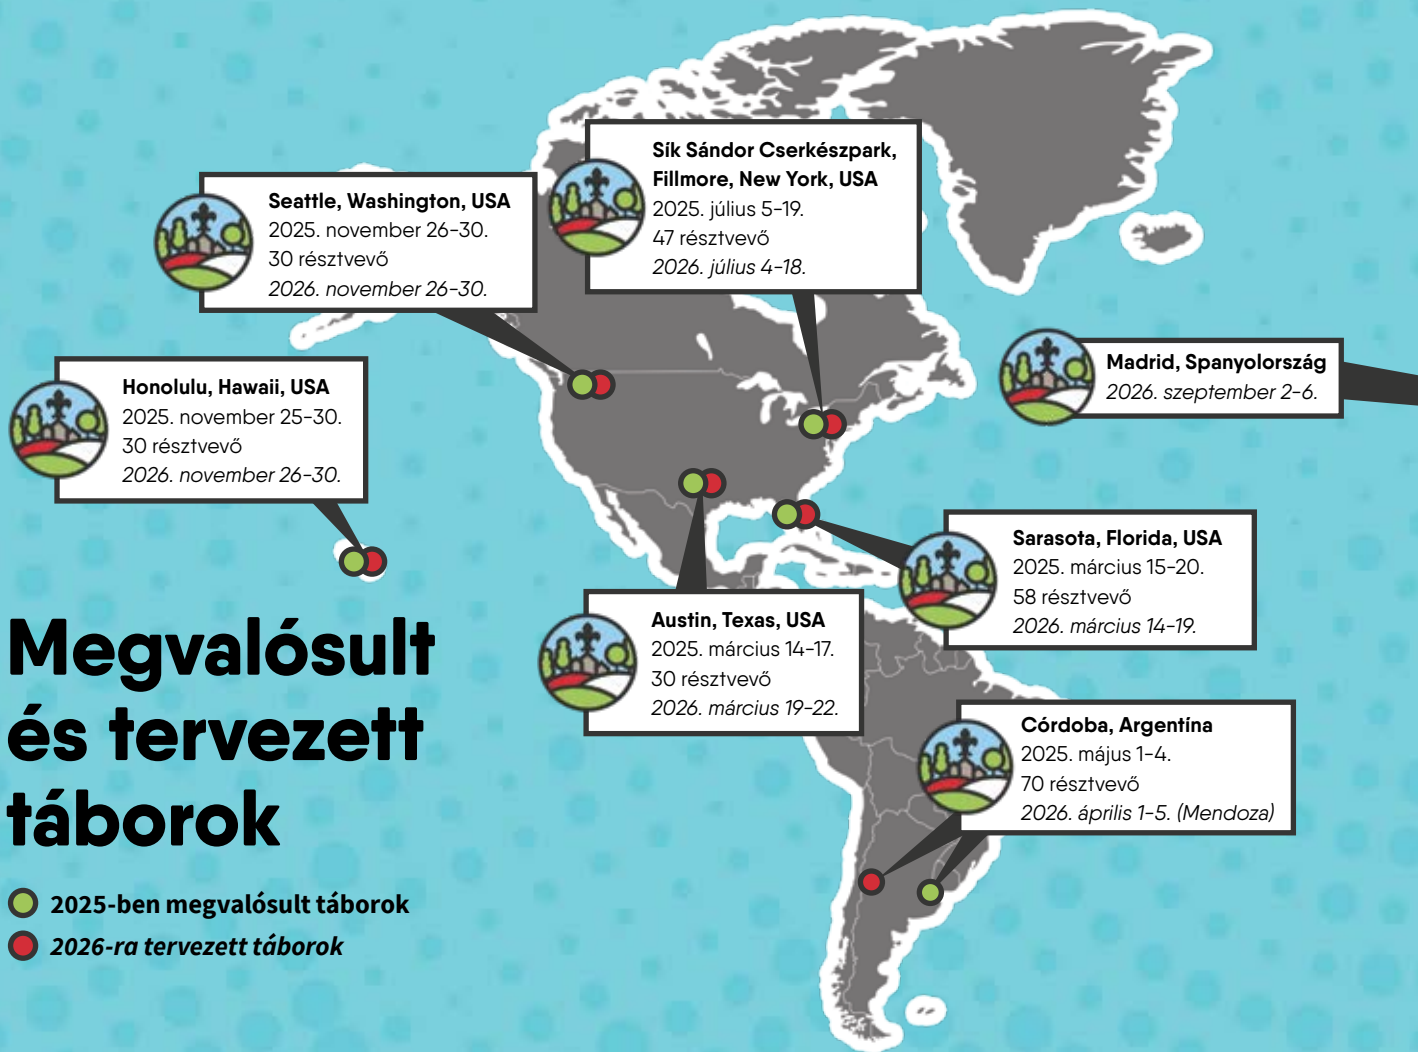 Sík Sándor Cserkészpark,
Fillmore, New York, USA
2025. július 5-19.
47 résztvevő
2026. július 4-18.
Seattle, Washington, USA
2025. november 26-30.
30 résztvevő
2026. november 26-30.
Madrid, Spanyolország
2026. szeptember 2-6.
Honolulu, Hawaii, USA
2025. november 25-30.
30 résztvevő
2026. november 26-30.
Sarasota, Florida, USA
2025. március 15-20.
58 résztvevő
2026. március 14-19.
Austin, Texas, USA
2025. március 14-17.
30 résztvevő
2026. március 19-22.
Córdoba, Argentína
2025. május 1-4.
70 résztvevő
2026. április 1-5. (Mendoza)
Megvalósult
és tervezett
táborok
2025-ben megvalósult táborok
2026-ra tervezett táborok